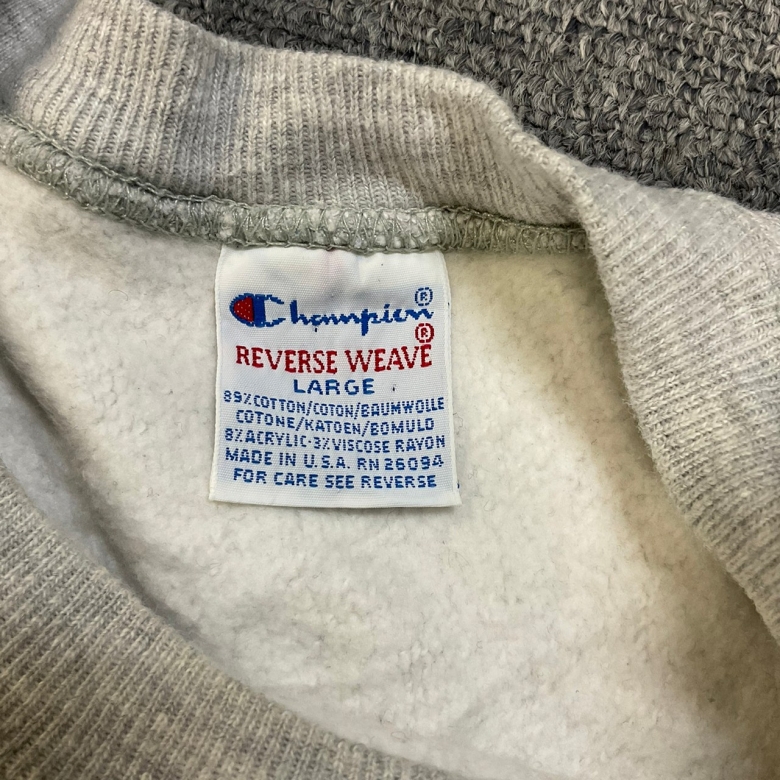 Champion®
®
REVERSE WEAVE
LARGE
89% COTTON/COTON/BAUMWOLLE
COTONE/KATOEN/BOMULD
8% ACRYLIC·3% VISCOSE RAYON
MADE IN U.S.A. RN 26094
FOR CARE SEE REVERSE